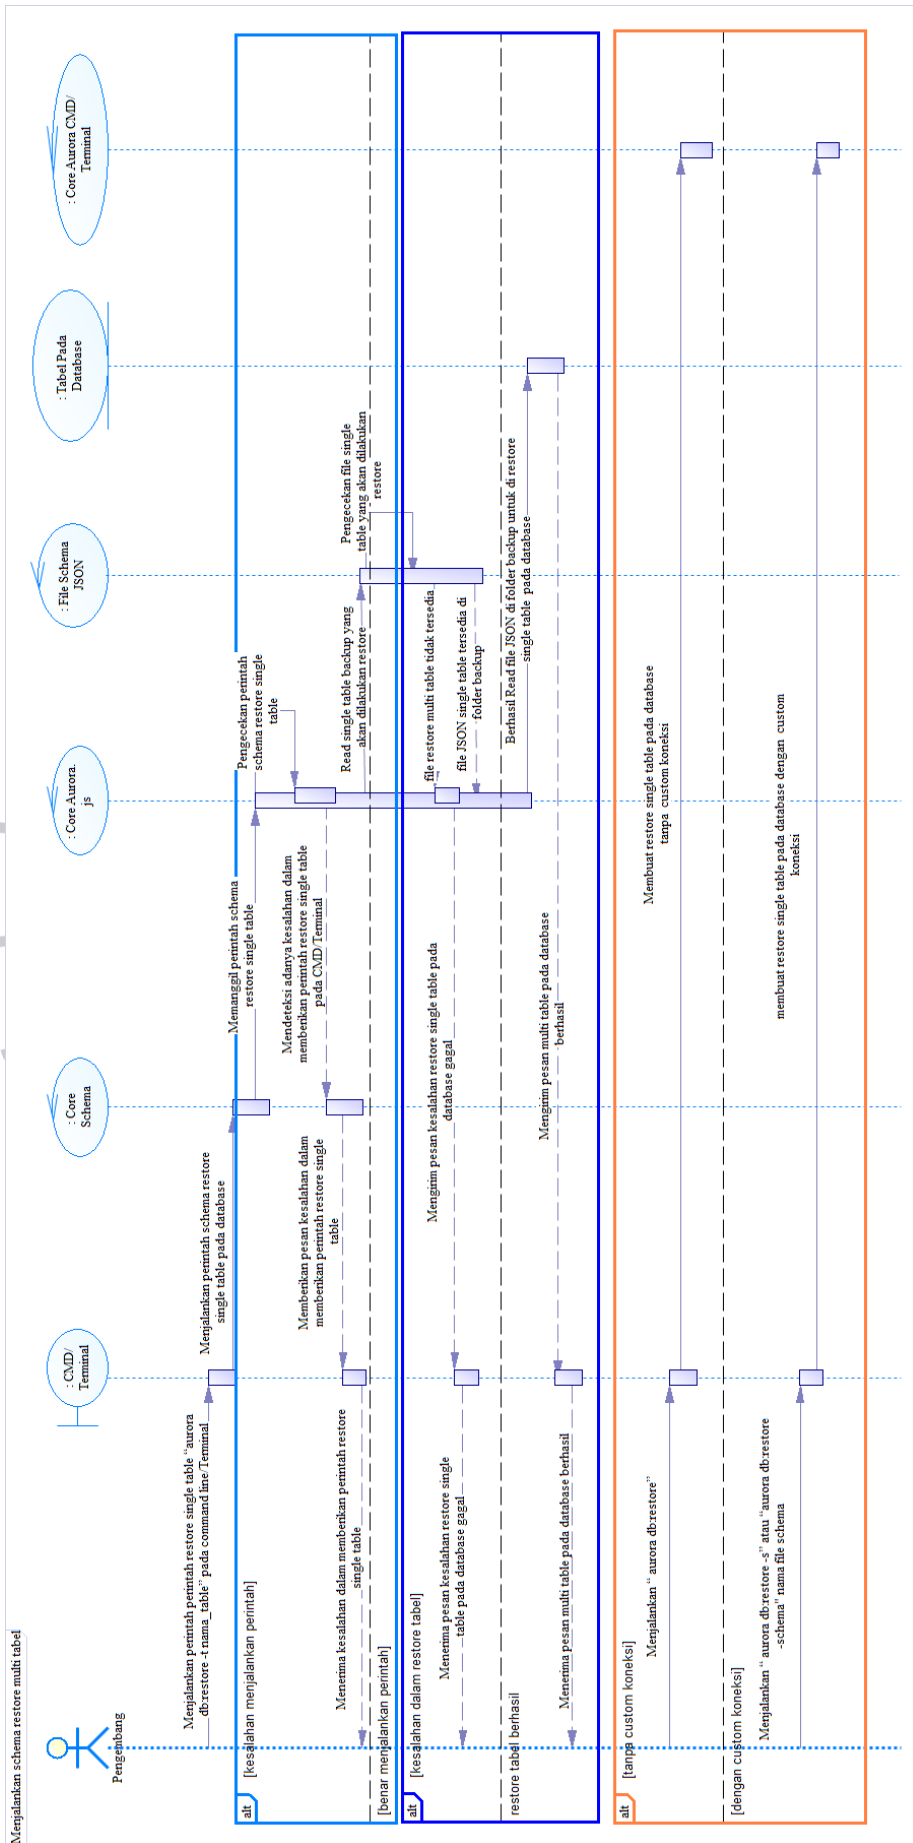 Menjalankan schema restore multi tabel
Pengembang
: CMD/
Terminal
: Core
Schema
: Core Aurora.
js
: File Schema
JSON
: Tabel Pada
Database
: Core Aurora CMD/
Terminal
Menjalankan perintah perintah restore single table “aurora
db:restore -t nama_table” pada command line/Terminal
Menjalankan perintah schema restore
single table pada database
alt
[kesalahan menjalankan perintah]
Memanggil perintah schema
restore single table
Pengecekan perintah
schema restore single
table
Mendeteksi adanya kesalahan dalam
memberikan perintah restore single table
pada CMD/Terminal
Memberikan pesan kesalahan dalam
memberikan perintah restore single
table
Menerima kesalahan dalam memberikan perintah restore
single table
[benar menjalankan perintah]
Read single table backup yang
akan dilakukan restore
Pengecekan file single
table yang akan dilakukan
restore
alt
[kesalahan dalam restore tabel]
file restore multi table tidak tersedia
Mengirim pesan kesalahan restore single table pada
database gagal
Menerima pesan kesalahan restore single
table pada database gagal
file JSON single table tersedia di
folder backup
restore tabel berhasil
Berhasil Read file JSON di folder backup untuk di restore
single table pada database
Mengirim pesan multi table pada database
berhasil
Menerima pesan multi table pada database berhasil
alt
[tanpa custom koneksi]
Menjalankan “ aurora db:restore”
Membuat restore single table pada database
tanpa custom koneksi
[dengan custom koneksi]
Menjalankan “ aurora db:restore -s” atau “aurora db:restore
-schema” nama file schema
membuat restore single table pada database dengan custom
koneksi